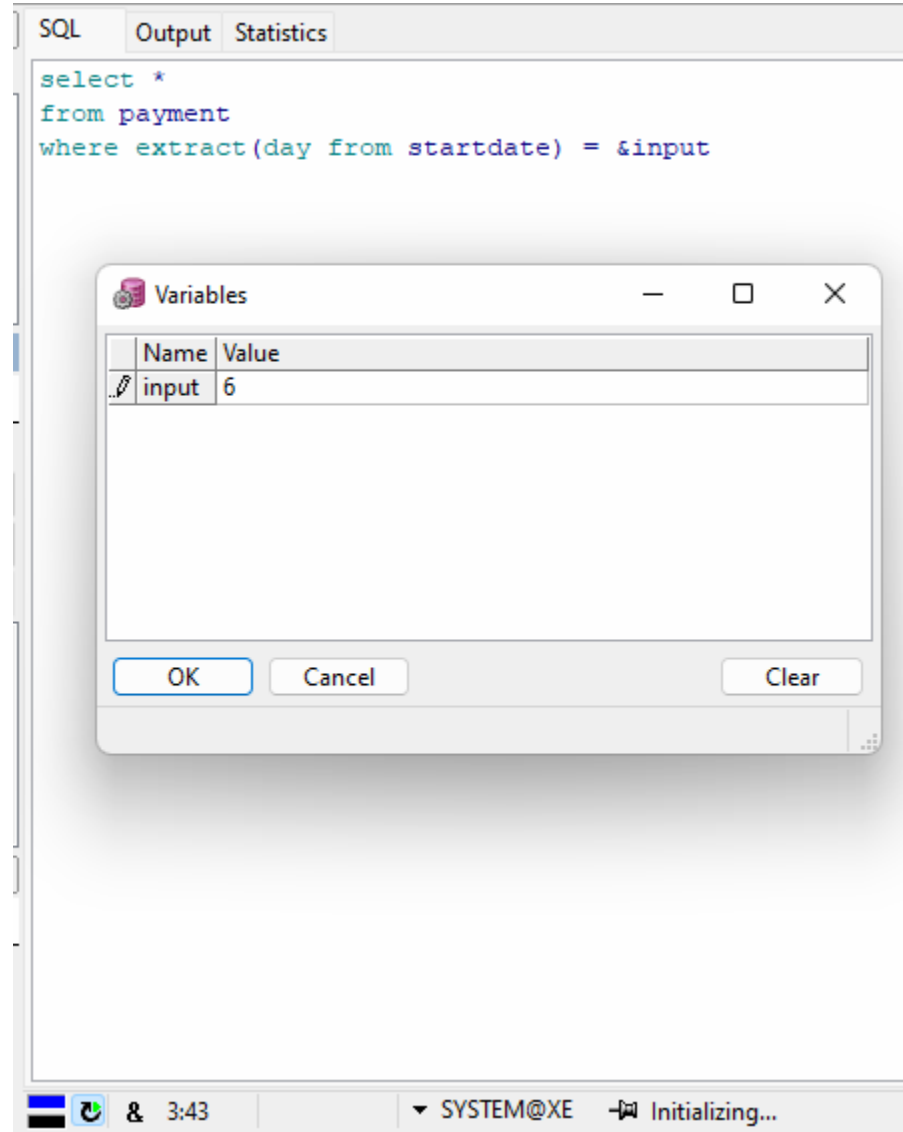 SQL Output Statistics
select *
from payment
where extract(day from startdate) = &input
Variables
Name Value
input 6
OK Cancel Clear
& 3:43 SYSTEM@XE Initializing...